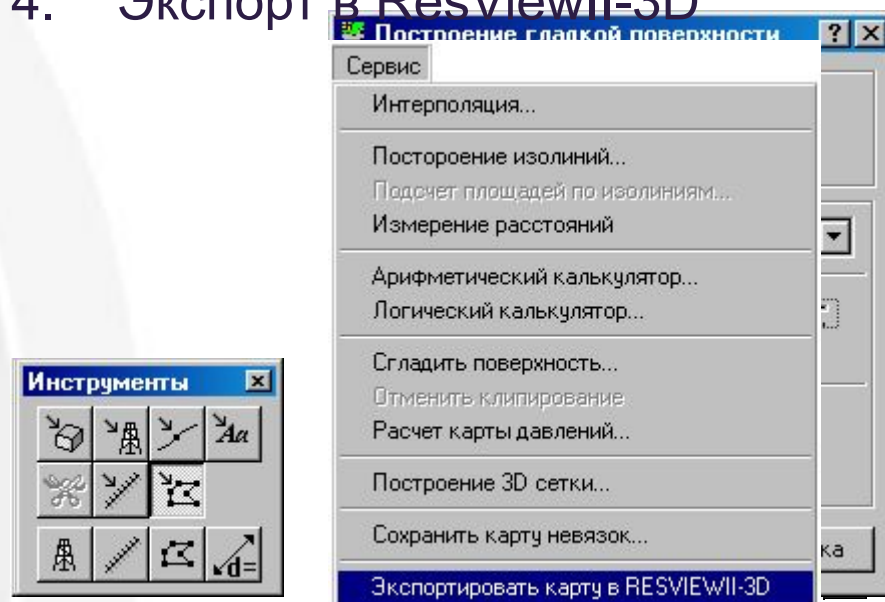 4. Экспорт в ResViewII-3D
Построение гладкой поверхности
Сервис
Интерполяция...
Постороение изолиний...
Подсчет площадей по изолиниям...
Измерение расстояний
Арифметический калькулятор...
Логический калькулятор...
Сгладить поверхность...
Отменить клипирование
Расчет карты давлений...
Построение 3D сетки...
Сохранить карту невязок...
ка
Экспортировать карту в RESVIEWII-3D
Инструменты
Aa
d=